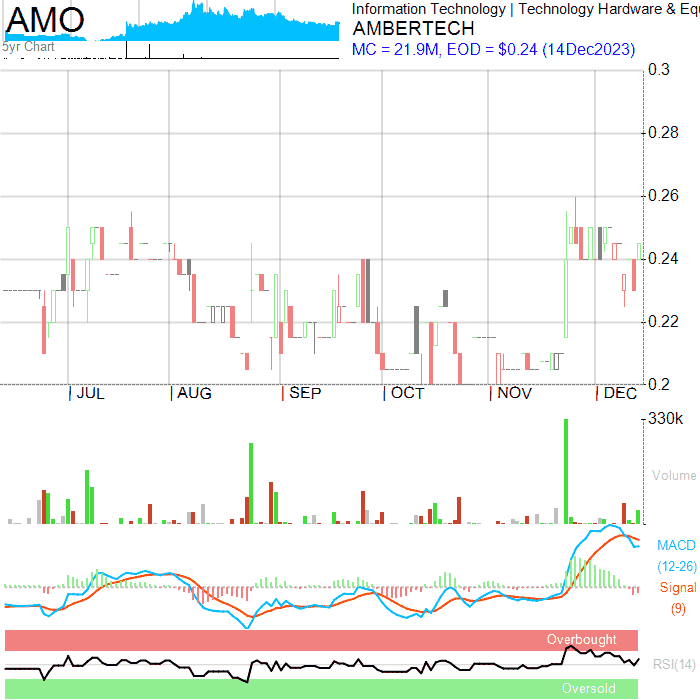 AMO
5yr Chart
Information Technology | Technology Hardware & Equ
AMBERTECH
MC = 21.9M, EOD = $0.24 (14Dec2023)
0.3
0.28
0.26
0.24
0.22
0.2
JUL AUG SEP OCT NOV DEC
330k
Volume
MACD
(12-26)
Signal
(9)
Overbought
RSI(14)
Oversold